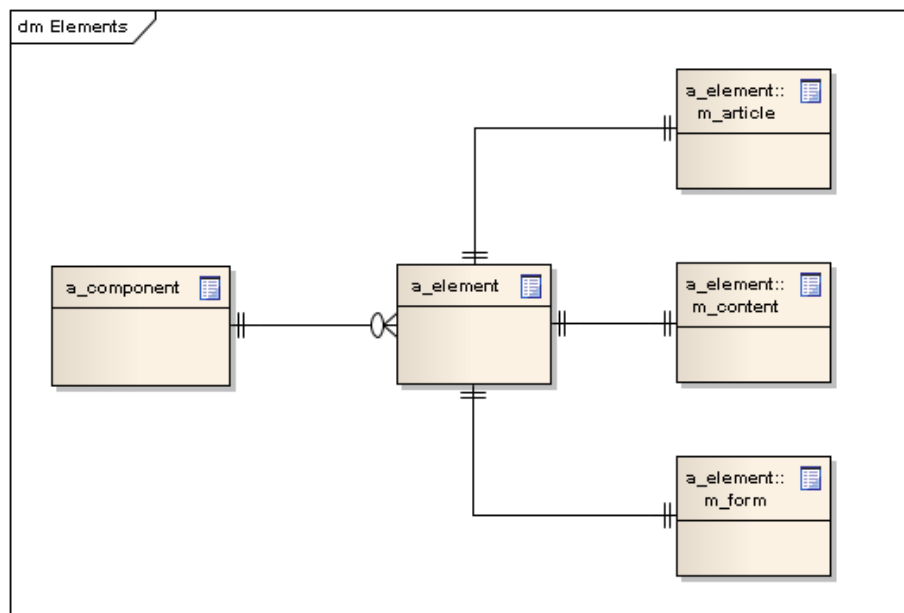 dm Elements
a_element::
m_article
a_component
a_element
a_element::
m_content
a_element::
m_form